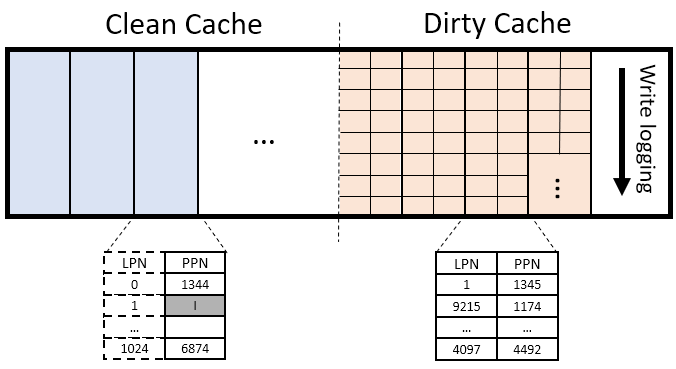 Clean Cache
Dirty Cache
...
Write logging
...
LPN PPN
0 1344
1 I
...
1024 6874
LPN PPN
1 1345
9215 1174
... ...
4097 4492